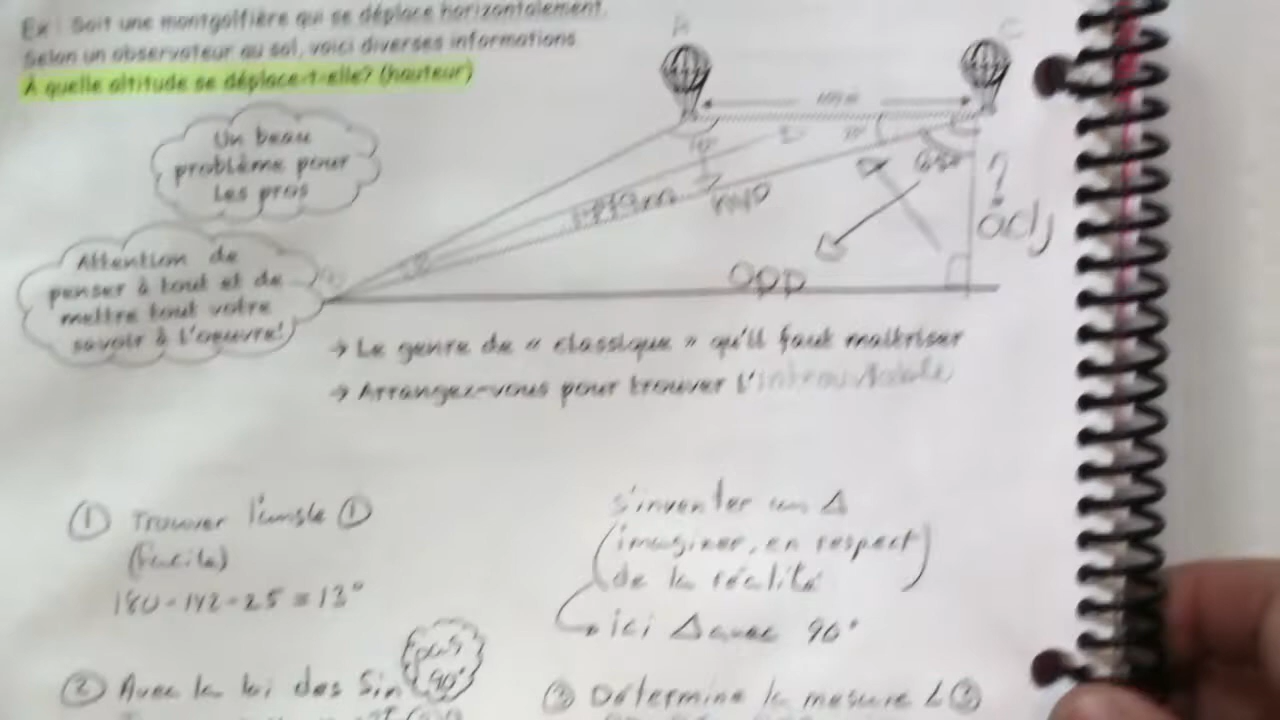 Ex : Soit une montgolfière qui se déplace horizontalement.
Selon un observateur au sol, voici diverses informations
À quelle altitude se déplace-t-elle? (hauteur)
Un beau
problème pour
les pros
Attention de
penser à tout et de
mettre tout votre
savoir à l'oeuvre!
A
C
hyp
?
adj
opp
65°
→ Le genre de « classique » qu'il faut maîtriser
→ Arrangez-vous pour trouver l'
① Trouver l'angle ①
(facile)
180-142-25 = 13°
s'inventer un Δ
(imaginer, en respect)
de la réalité
ici Δ avec 90°
② Avec la loi des Sin
(pas
90°)
③ Détermine la mesure